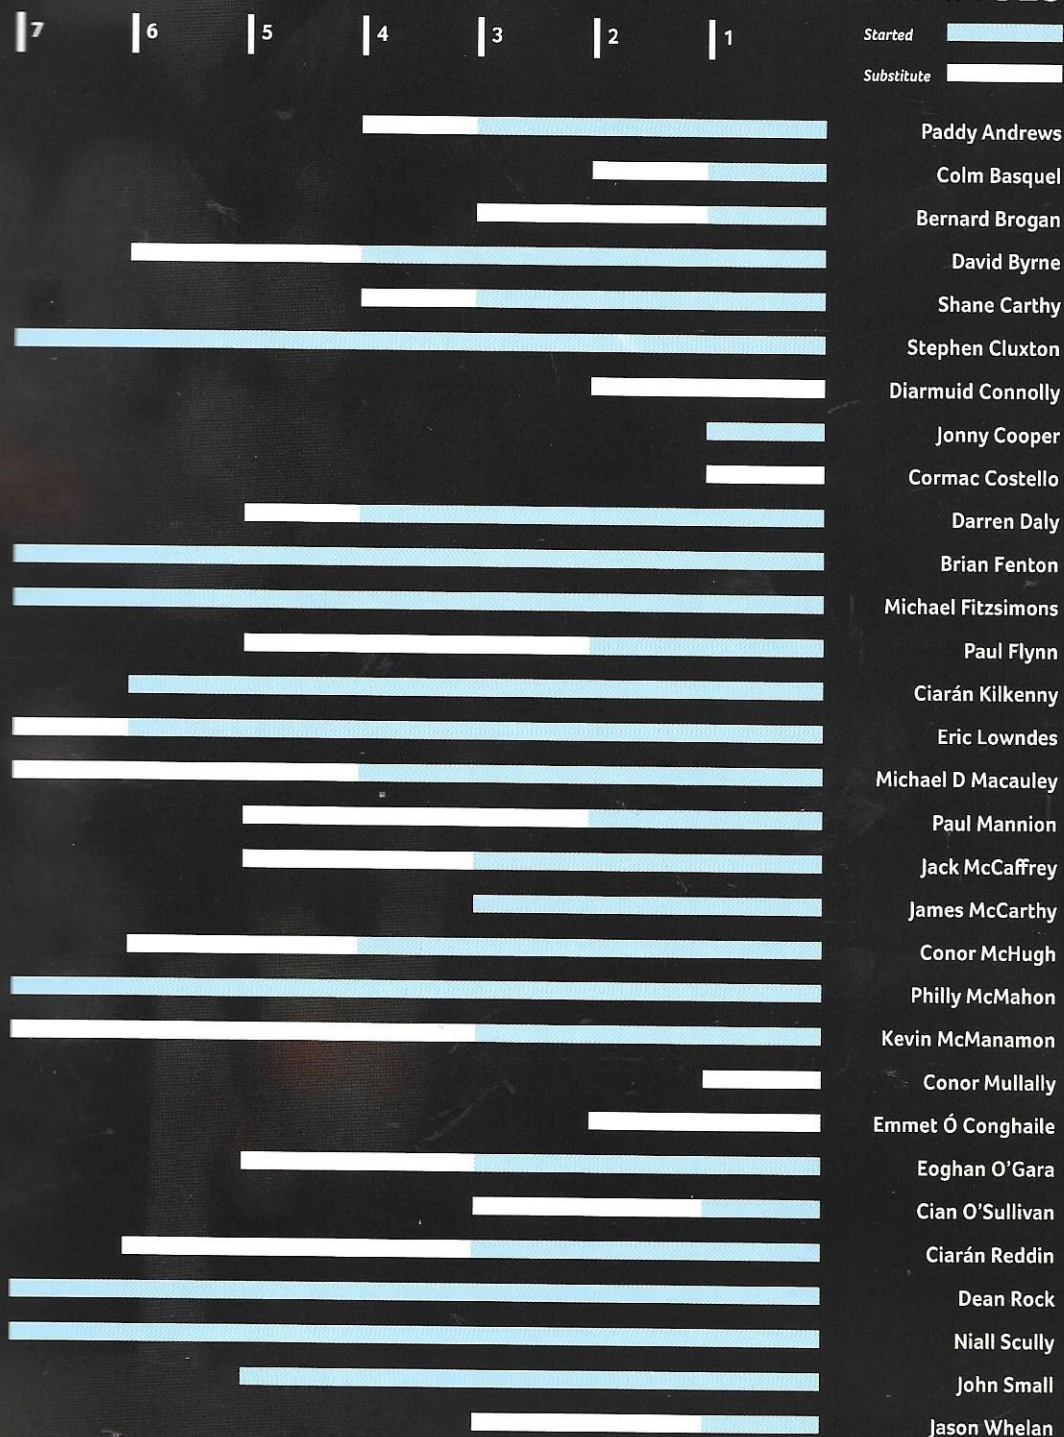 7 6 5 4 3 2 1
Started
Substitute
Paddy Andrews
Colm Basquel
Bernard Brogan
David Byrne
Shane Carthy
Stephen Cluxton
Diarmuid Connolly
Jonny Cooper
Cormac Costello
Darren Daly
Brian Fenton
Michael Fitzsimons
Paul Flynn
Ciarán Kilkenny
Eric Lowndes
Michael D Macauley
Paul Mannion
Jack McCaffrey
James McCarthy
Conor McHugh
Philly McMahon
Kevin McManamon
Conor Mullally
Emmet Ó Conghaile
Eoghan O'Gara
Cian O'Sullivan
Ciarán Reddin
Dean Rock
Niall Scully
John Small
Jason Whelan